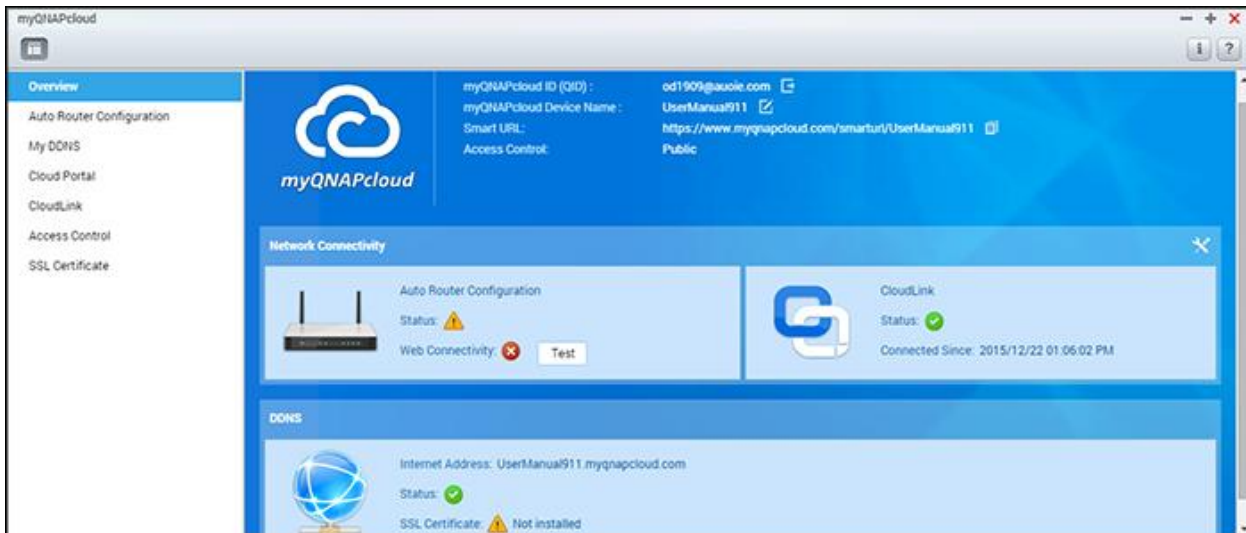 myQNAPcloud
Overview
Auto Router Configuration
My DDNS
Cloud Portal
CloudLink
Access Control
SSL Certificate
myQNAPcloud
myQNAPcloud ID (QID) : od1909@auoie.com
myQNAPcloud Device Name : UserManual911
Smart URL: https://www.myqnapcloud.com/smarturl/UserManual911
Access Control: Public
Network Connectivity
Auto Router Configuration
Status:
Web Connectivity: Test
CloudLink
Status:
Connected Since: 2015/12/22 01:06:02 PM
DDNS
Internet Address: UserManual911.myqnapcloud.com
Status:
SSL Certificate: Not installed